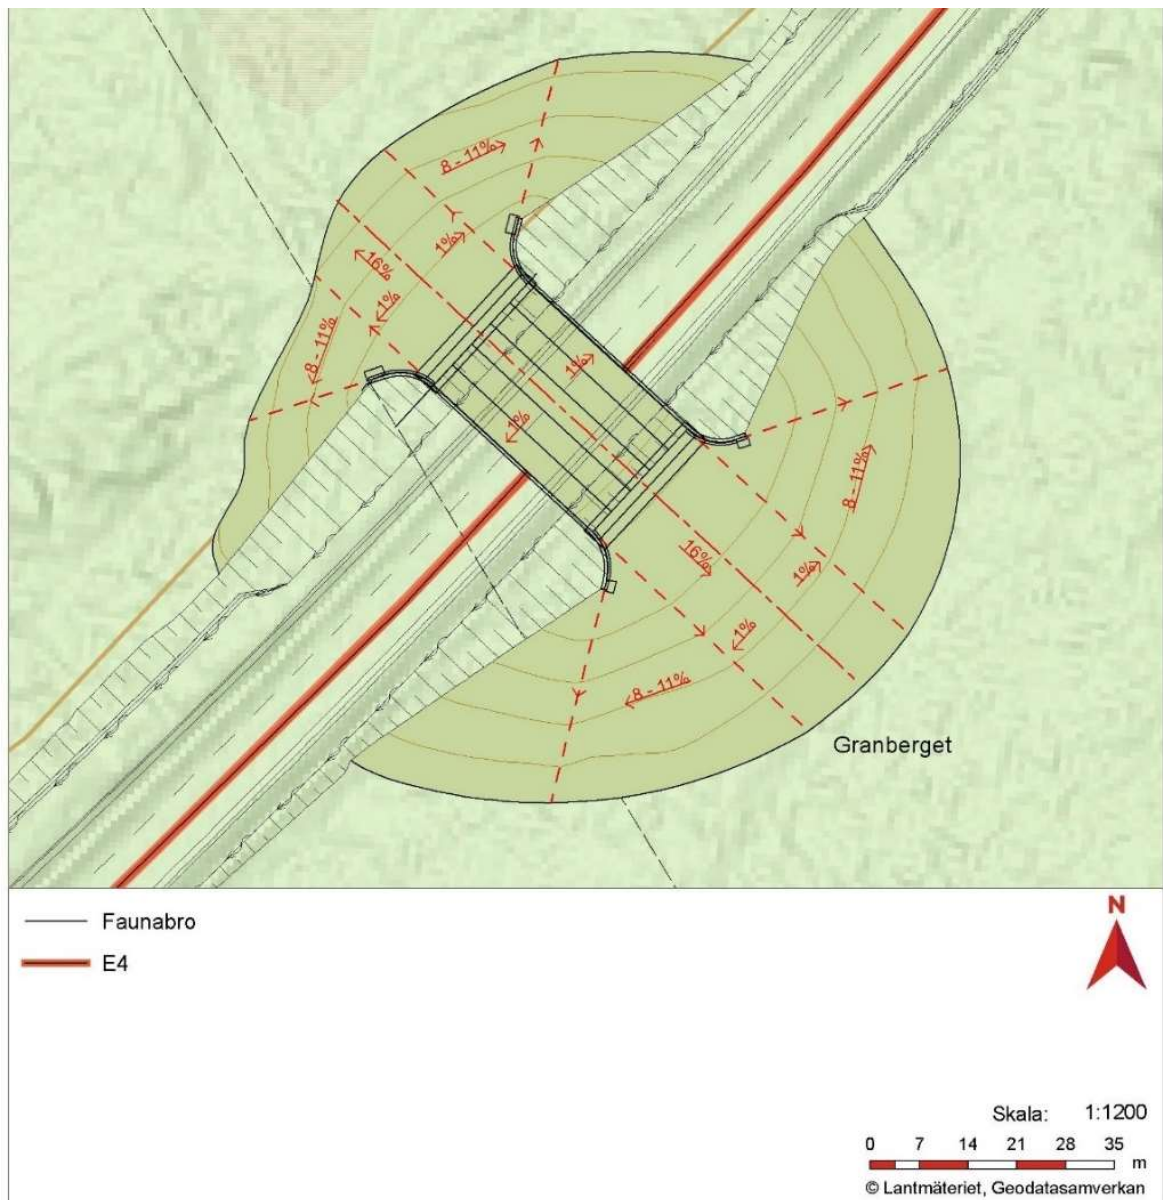 8 - 11%
1%
16%
1%
8 - 11%
1%
1%
8 - 11%
16%
1%
1%
8 - 11%
Granberget
Faunabro
E4
N
Skala: 1:1200
0 7 14 21 28 35
m
© Lantmäteriet, Geodatasamverkan